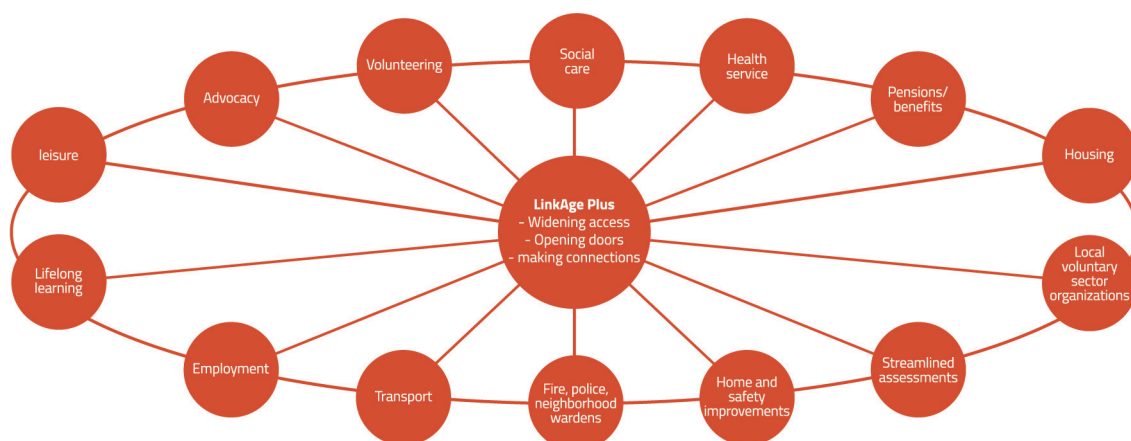 Social
care
Health
service
Volunteering
Pensions/
benefits
Advocacy
leisure
Housing
LinkAge Plus
- Widening access
- Opening doors
- making connections
Lifelong
learning
Local
voluntary
sector
organizations
Employment
Streamlined
assessments
Transport
Fire, police,
neighborhood
wardens
Home and
safety
improvements